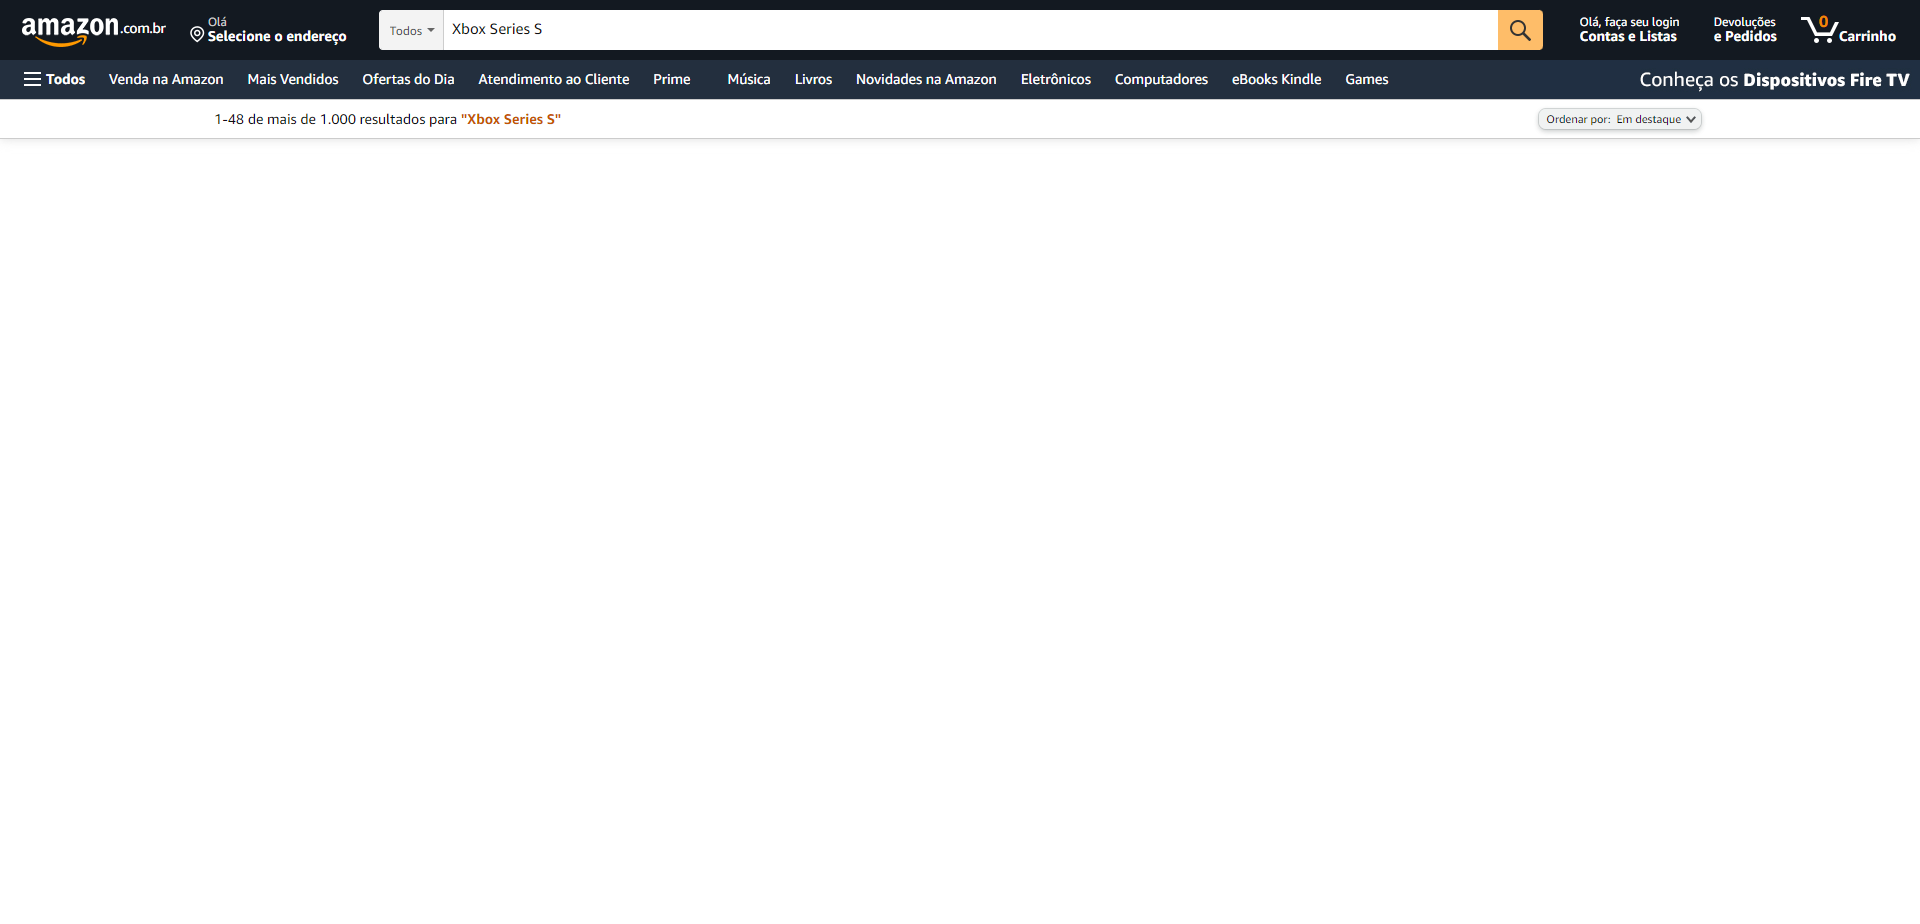 amazon.com.br
Olá
Selecione o endereço
Todos
Xbox Series S
Olá, faça seu login
Contas e Listas
Devoluções
e Pedidos
0
Carrinho
Todos Venda na Amazon Mais Vendidos Ofertas do Dia Atendimento ao Cliente Prime Música Livros Novidades na Amazon Eletrônicos Computadores eBooks Kindle Games Conheça os Dispositivos Fire TV
1-48 de mais de 1.000 resultados para "Xbox Series S"
Ordenar por: Em destaque